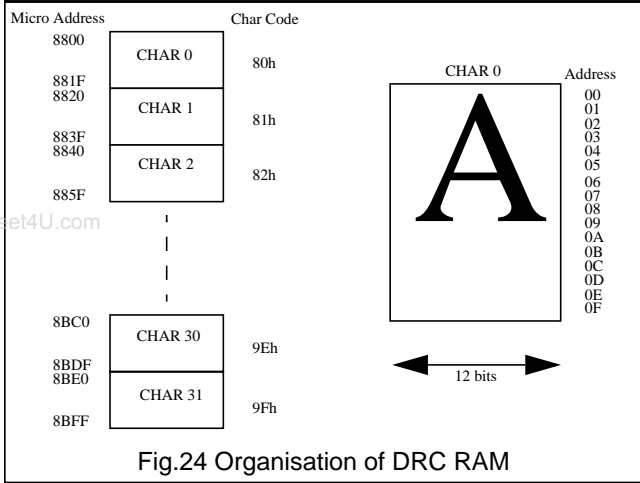 Micro Address
Char Code
8800
CHAR 0
80h
881F
8820
CHAR 1
81h
883F
8840
CHAR 2
82h
885F
et4U.com
8BC0
CHAR 30
9Eh
8BDF
8BE0
CHAR 31
9Fh
8BFF
CHAR 0
Address
A
00
01
02
03
04
05
06
07
08
09
0A
0B
0C
0D
0E
0F
12 bits
Fig.24 Organisation of DRC RAM